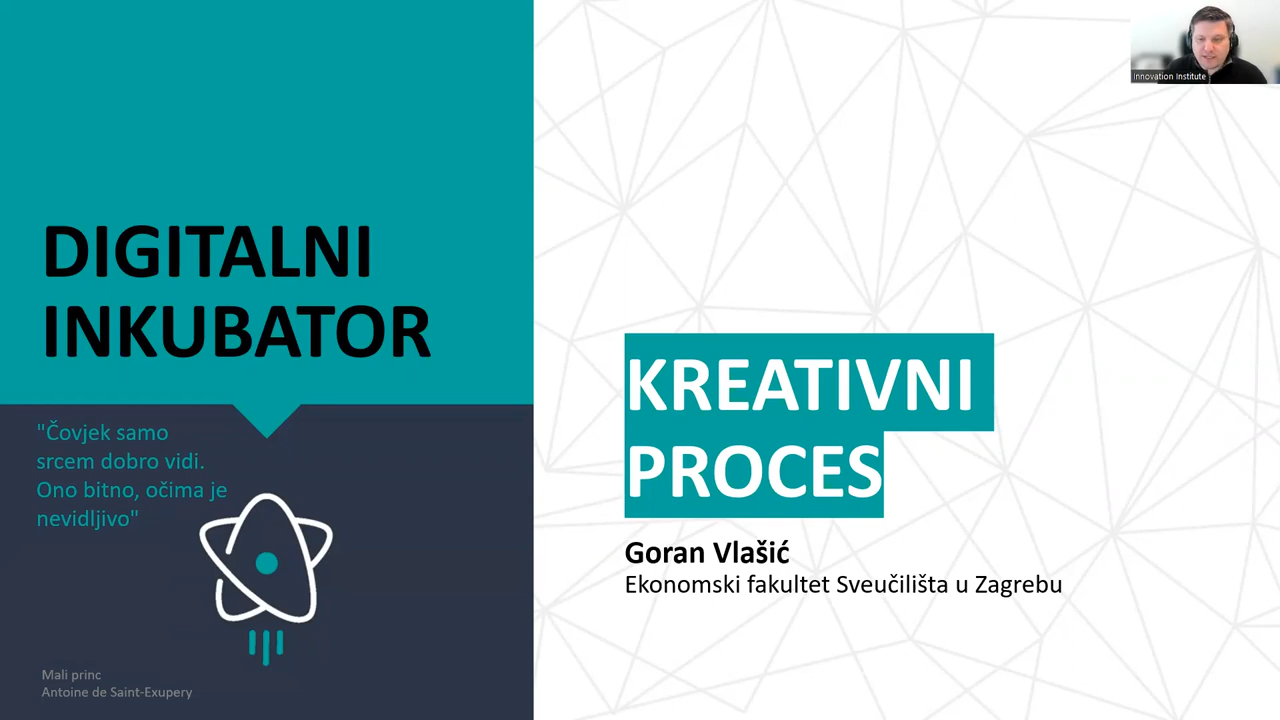 DIGITALNI
INKUBATOR
"Čovjek samo
srcem dobro vidi.
Ono bitno, očima je
nevidljivo"
Mali princ
Antoine de Saint-Exupery
KREATIVNI
PROCES
Goran Vlašić
Ekonomski fakultet Sveučilišta u Zagrebu
Innovation Institute